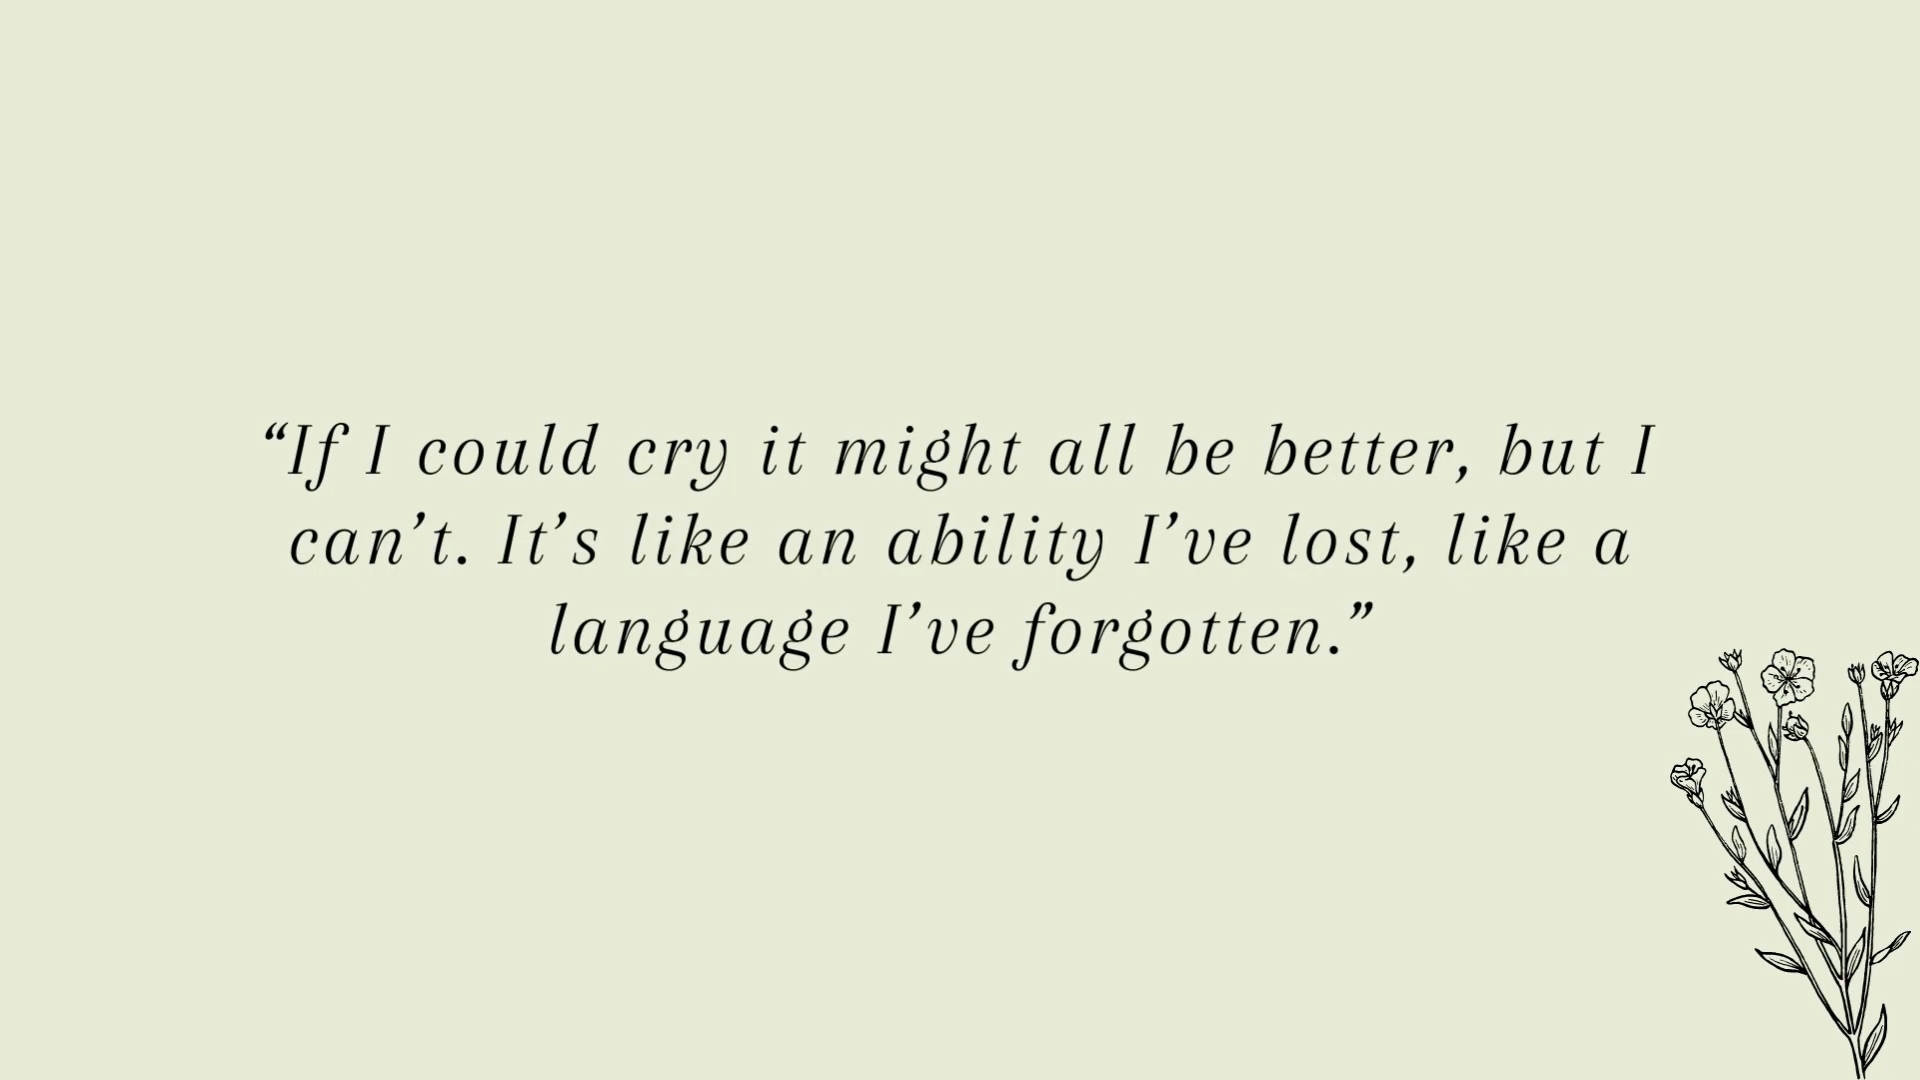 “If I could cry it might all be better, but I
can’t. It’s like an ability I’ve lost, like a
language I’ve forgotten.”